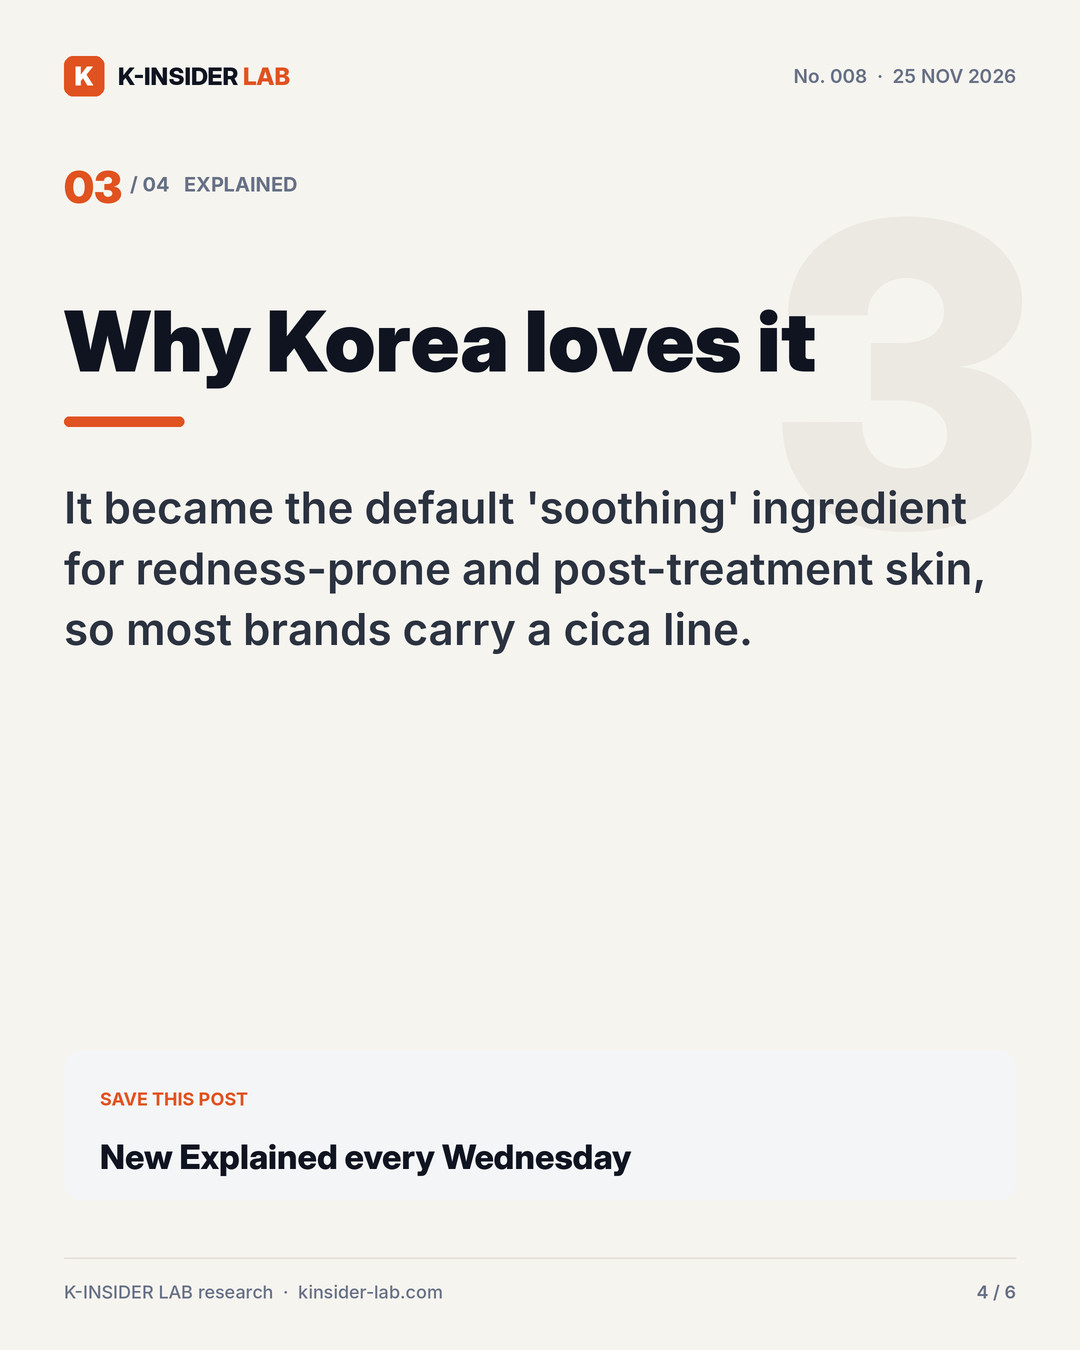 K K-INSIDER LAB
No. 008 · 25 NOV 2026
03 / 04 EXPLAINED
3
Why Korea loves it
It became the default 'soothing' ingredient
for redness-prone and post-treatment skin,
so most brands carry a cica line.
SAVE THIS POST
New Explained every Wednesday
K-INSIDER LAB research · kinsider-lab.com
4 / 6